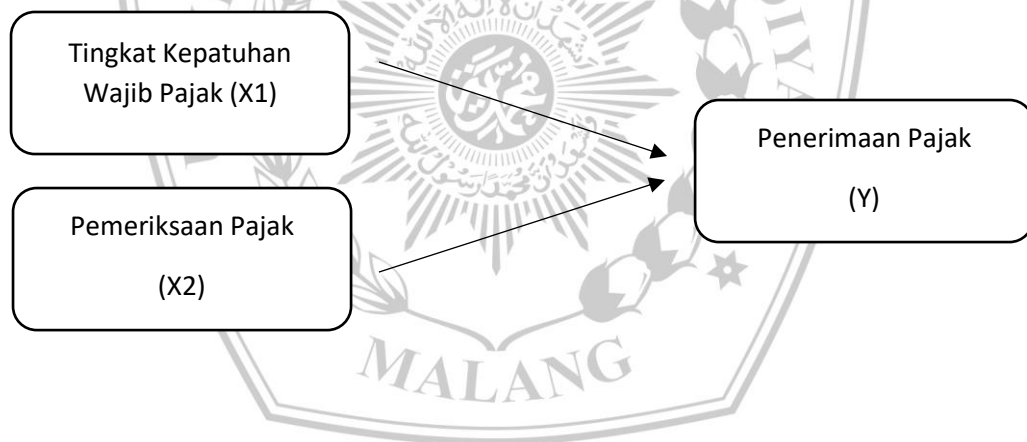 Tingkat Kepatuhan
Wajib Pajak (X1)
Penerimaan Pajak
(Y)
Pemeriksaan Pajak
(X2)
MALANG